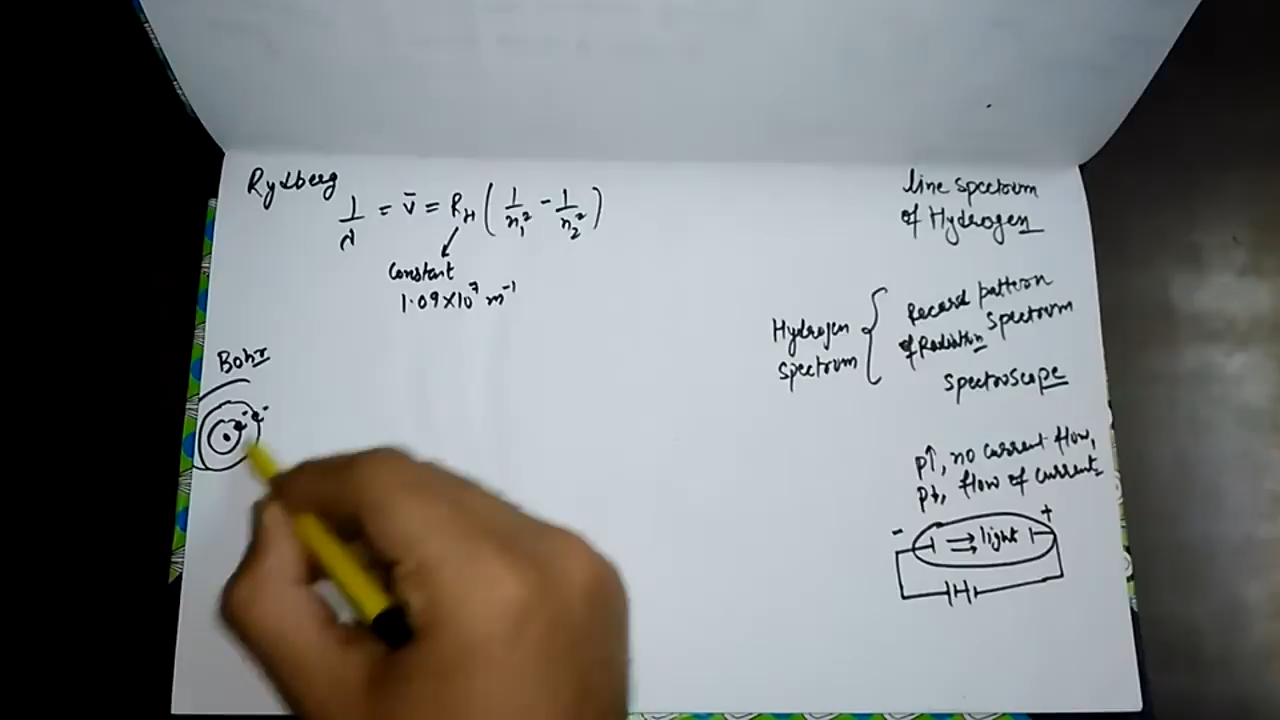 Rydberg
1/λ = ν̄ = R_H (1/n₁² - 1/n₂²)
Constant
1.09×10⁷ m⁻¹
Bohr
e⁻ e⁻
line spectrum
of Hydrogen
Hydrogen
spectrum
Record pattern
of Radiation spectrum
spectroscope
P↑, no current flow,
P↓, flow of current
- light +